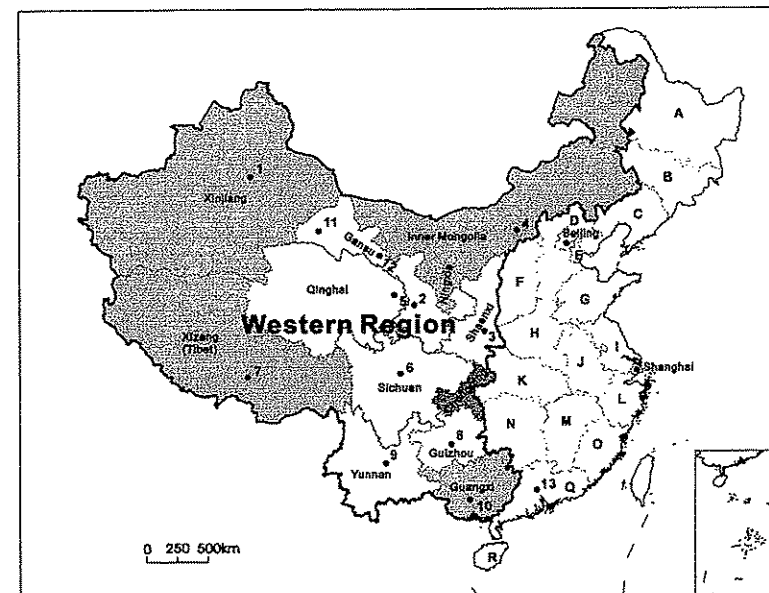 A
B
C
D
Beijing
E
1
Xinjiang
11
Gansu
12
Inner Mongolia
4
Ningxia
F
G
Qinghai
5
2
Shaanxi
3
H
Western Region
Xizang
(Tibet)
7
6
Sichuan
I
J
Shanghai
K
L
N
M
O
8
Guizhou
9
Yunnan
Guangxi
10
13
Q
R
0 250 500km